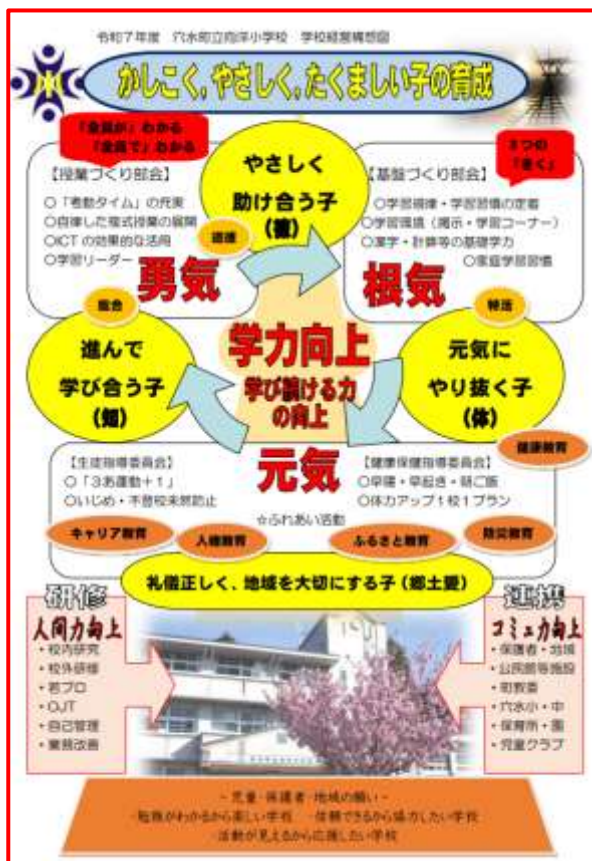 令和7年度 穴水町立向洋小学校 学校経営構想図
かしこく,やさしく,たくましい子の育成
「全員が」わかる
「全員で」わかる
3つの
「きく」
【授業づくり部会】
○「考動タイム」の充実
○自律した複式授業の展開
○ICTの効果的な活用
○学習リーダー
やさしく
助け合う子
(徳)
【基盤づくり部会】
○学習規律・学習習慣の定着
○学習環境(掲示・学習コーナー)
○漢字・計算等の基礎学力
○家庭学習習慣
道徳
勇気
根気
総合
特活
進んで
学び合う子
(知)
学力向上
学び続ける力
の向上
元気に
やり抜く子
(体)
元気
健康教育
【生徒指導委員会】
○「3あ運動+1」
○いじめ・不登校未然防止
【健康保健指導委員会】
○早寝・早起き・朝ご飯
○体力アップ1校1プラン
☆ふれあい活動
キャリア教育
人権教育
ふるさと教育
防災教育
礼儀正しく、地域を大切にする子(郷土愛)
研修
人間力向上
・校内研究
・校外研修
・若プロ
・OJT
・自己管理
・業務改善
連携
コミュ力向上
・保護者・地域
・公民館等施設
・町教委
・穴水小・中
・保育所・園
・児童クラブ
-児童・保護者・地域の願い-
・勉強がわかるから楽しい学校 ・信頼できるから協力したい学校
・活動が見えるから応援したい学校